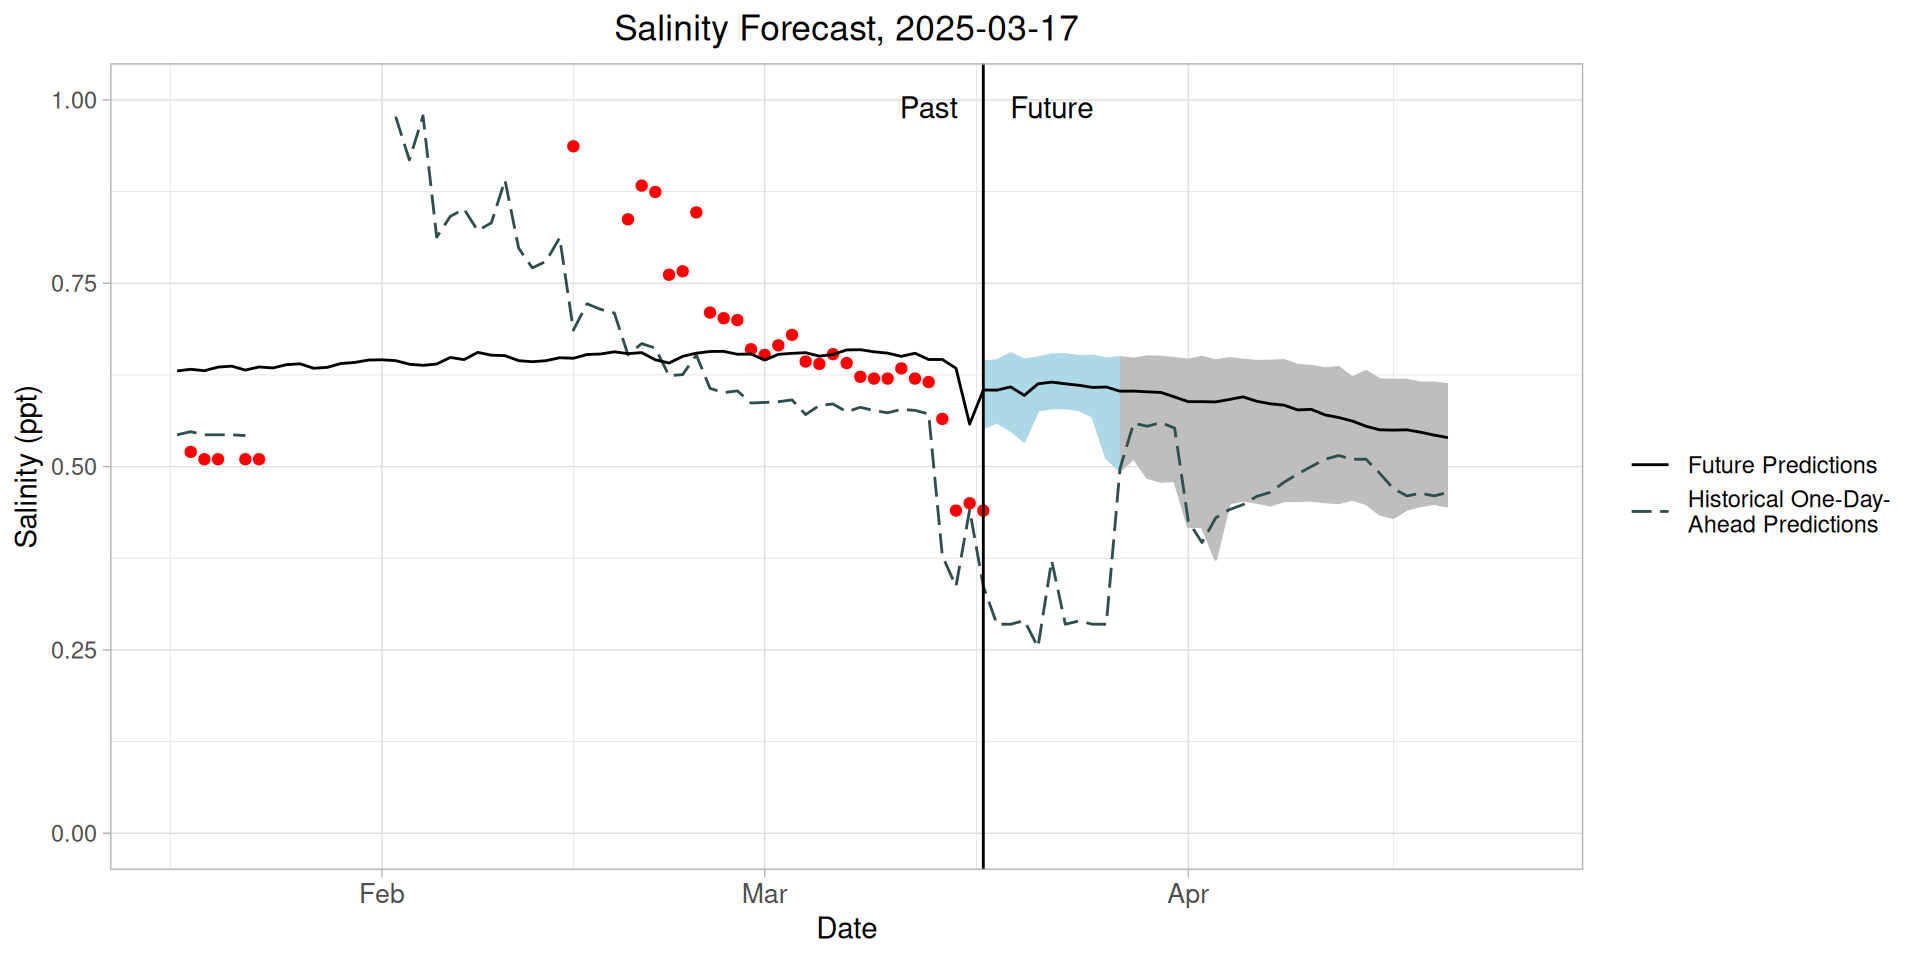 Salinity Forecast, 2025-03-17
Past
Future
1.00
0.75
0.50
0.25
0.00
Salinity (ppt)
Feb
Mar
Apr
Date
Future Predictions
Historical One-Day-
Ahead Predictions